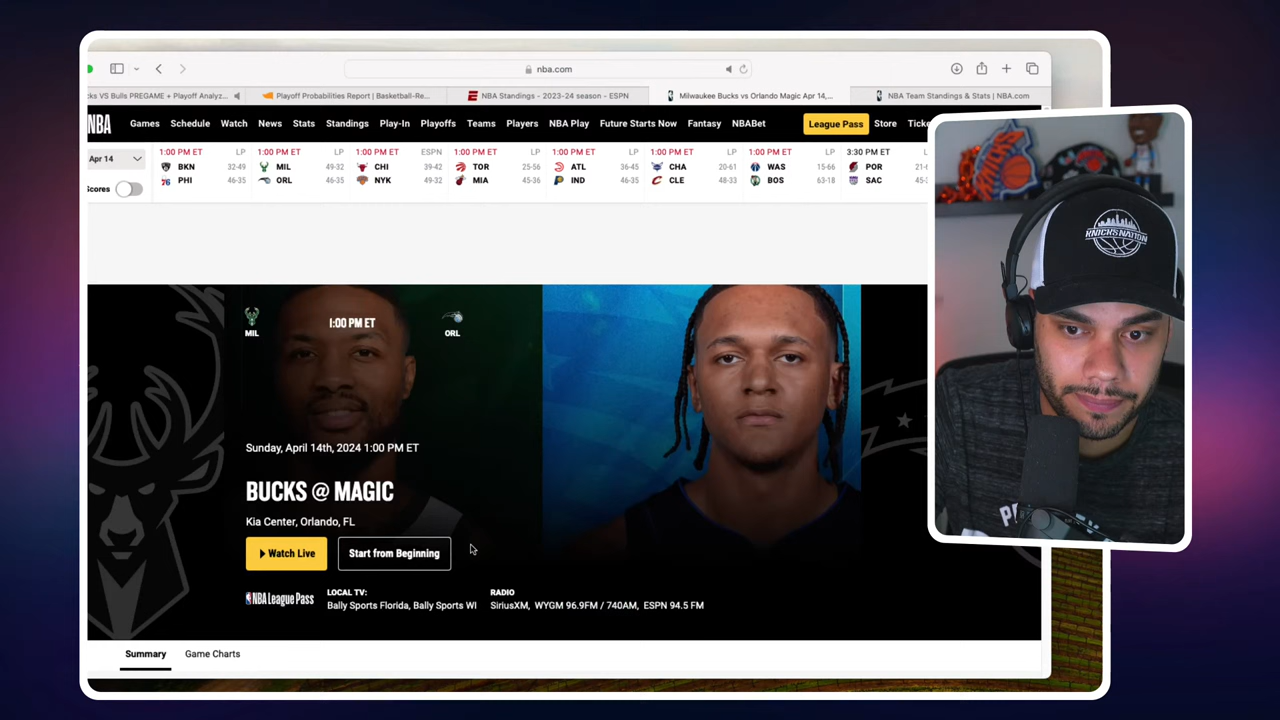 nba.com
cks VS Bulls PREGAME + Playoff Analyz...
Playoff Probabilities Report | Basketball-Re...
NBA Standings - 2023-24 season - ESPN
Milwaukee Bucks vs Orlando Magic Apr 14,...
NBA Team Standings & Stats | NBA.com
NBA Games Schedule Watch News Stats Standings Play-In Playoffs Teams Players NBA Play Future Starts Now Fantasy NBABet League Pass Store Ticke
Apr 14
Scores
1:00 PM ET LP
BKN 32-49
PHI 46-35
1:00 PM ET LP
MIL 49-32
ORL 46-35
1:00 PM ET ESPN
CHI 39-42
NYK 49-32
1:00 PM ET LP
TOR 25-56
MIA 45-36
1:00 PM ET LP
ATL 36-45
IND 46-35
1:00 PM ET LP
CHA 20-61
CLE 48-33
1:00 PM ET LP
WAS 15-66
BOS 63-18
3:30 PM ET LP
POR 21-
SAC 45-
MIL
1:00 PM ET
ORL
Sunday, April 14th, 2024 1:00 PM ET
BUCKS @ MAGIC
Kia Center, Orlando, FL
Watch Live
Start from Beginning
NBA League Pass
LOCAL TV:
Bally Sports Florida, Bally Sports WI
RADIO
SiriusXM, WYGM 96.9FM / 740AM, ESPN 94.5 FM
Summary
Game Charts
KNICKS NATION